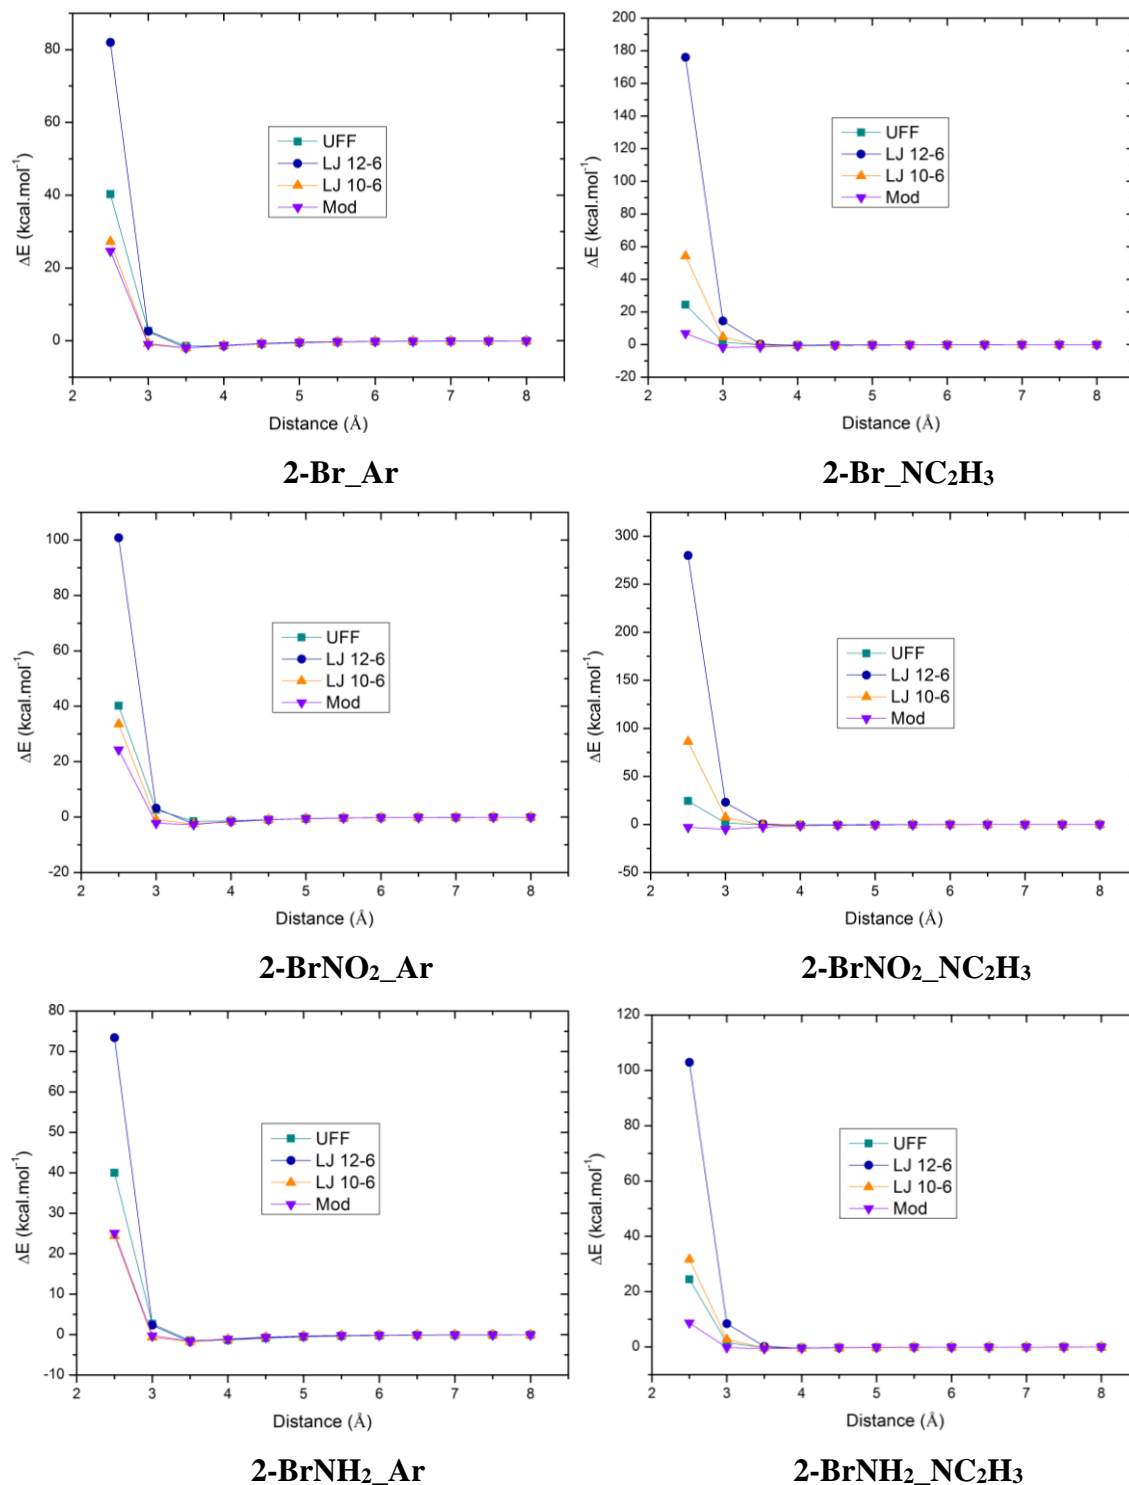 80
60
40
20
0
ΔE (kcal.mol⁻¹)
UFF
LJ 12-6
LJ 10-6
Mod
2 3 4 5 6 7 8
Distance (Å)
2-Br_Ar
200
180
160
140
120
100
80
60
40
20
0
-20
ΔE (kcal.mol⁻¹)
UFF
LJ 12-6
LJ 10-6
Mod
2 3 4 5 6 7 8
Distance (Å)
2-Br_NC₂H₃
100
80
60
40
20
0
-20
ΔE (kcal.mol⁻¹)
UFF
LJ 12-6
LJ 10-6
Mod
2 3 4 5 6 7 8
Distance (Å)
2-BrNO₂_Ar
300
250
200
150
100
50
0
-50
ΔE (kcal.mol⁻¹)
UFF
LJ 12-6
LJ 10-6
Mod
2 3 4 5 6 7 8
Distance (Å)
2-BrNO₂_NC₂H₃
80
70
60
50
40
30
20
10
0
-10
ΔE (kcal.mol⁻¹)
UFF
LJ 12-6
LJ 10-6
Mod
2 3 4 5 6 7 8
Distance (Å)
2-BrNH₂_Ar
120
100
80
60
40
20
0
ΔE (kcal.mol⁻¹)
UFF
LJ 12-6
LJ 10-6
Mod
2 3 4 5 6 7 8
Distance (Å)
2-BrNH₂_NC₂H₃